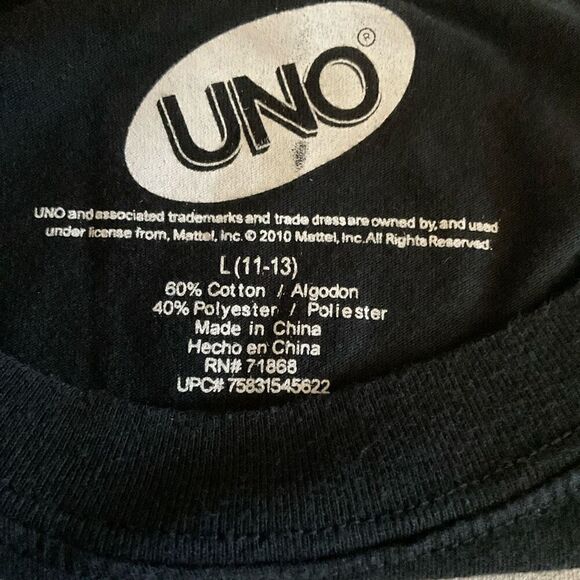 UNO ®
UNO and associated trademarks and trade dress are owned by, and used
under license from, Mattel, Inc. © 2010 Mattel, Inc. All Rights Reserved.
L (11-13)
60% Cotton / Algodon
40% Polyester / Poliester
Made in China
Hecho en China
RN# 71868
UPC# 75831545622